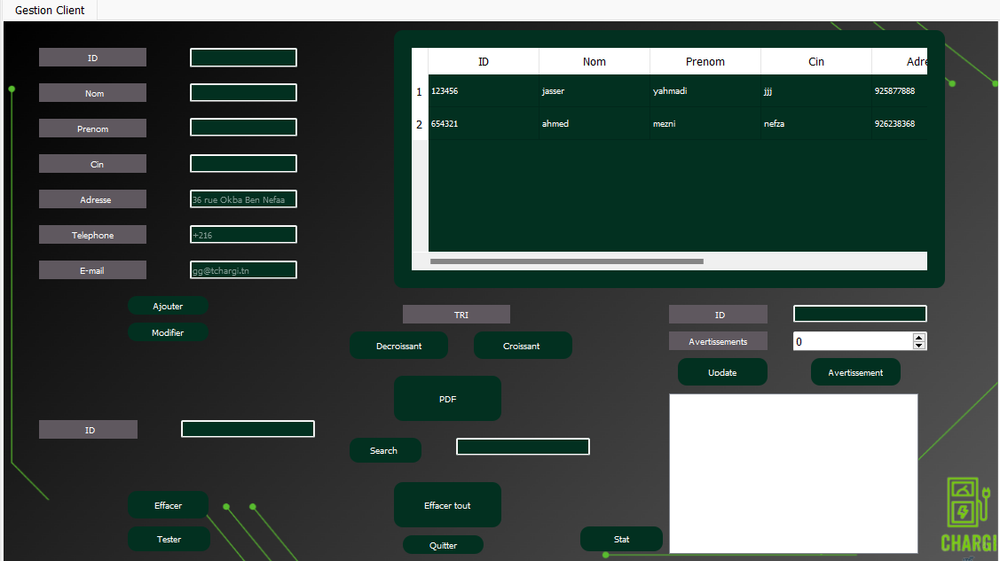 Gestion Client
ID
Nom
Prenom
Cin
Adresse
36 rue Okba Ben Nefaa
Telephone
+216
E-mail
gg@tchargi.tn
Ajouter
Modifier
ID
Effacer
Tester
ID Nom Prenom Cin Adre
1 123456 jasser yahmadi jjj 925877888
2 654321 ahmed mezni nefza 926238368
TRI
Decroissant Croissant
PDF
Search
Effacer tout
Quitter
Stat
ID
Avertissements 0
Update Avertissement
CHARGI